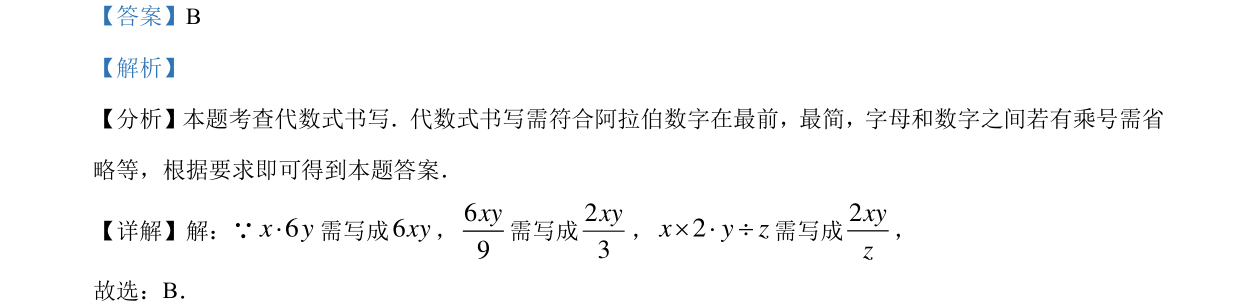 【答案】B
【解析】
【分析】本题考查代数式书写．代数式书写需符合阿拉伯数字在最前，最简，字母和数字之间若有乘号需省
略等，根据要求即可得到本题答案．
【详解】解：∵ x·6y 需写成 6xy，\frac{6xy}{9} 需写成 \frac{2xy}{3}，x×2·y÷z 需写成 \frac{2xy}{z}，
故选：B．